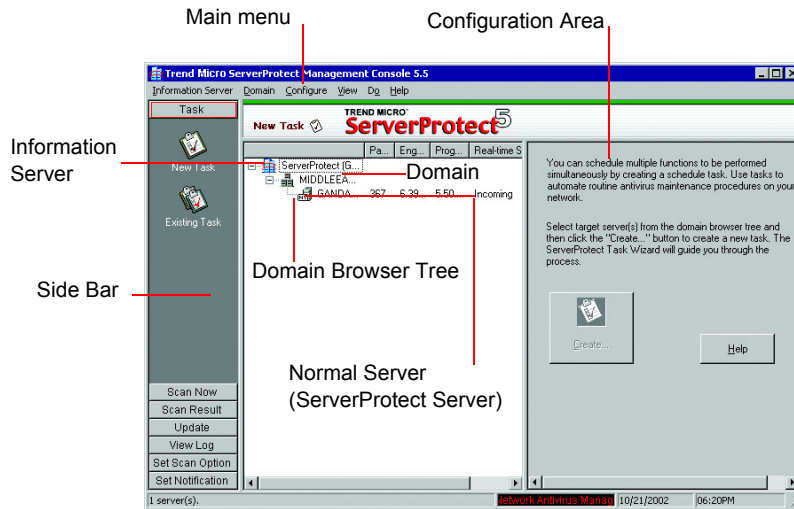 Main menu
Configuration Area
Trend Micro ServerProtect Management Console 5.5
Information Server Domain Configure View Do Help
Task
New Task
TREND MICRO™
ServerProtect 5
Pa... Eng... Prog... Real-time S
Information Server
New Task
Existing Task
ServerProtect (G...
MIDDLEEA...
Domain
GANDA... 367 6.39... 5.50 Incoming
You can schedule multiple functions to be performed
simultaneously by creating a schedule task. Use tasks to
automate routine antivirus maintenance procedures on your
network.
Select target server(s) from the domain browser tree and
then click the "Create..." button to create a new task. The
ServerProtect Task Wizard will guide you through the
process.
Domain Browser Tree
Side Bar
Create...
Help
Normal Server
(ServerProtect Server)
Scan Now
Scan Result
Update
View Log
Set Scan Option
Set Notification
1 server(s).
Network Antivirus Manag
10/21/2002
06:20PM